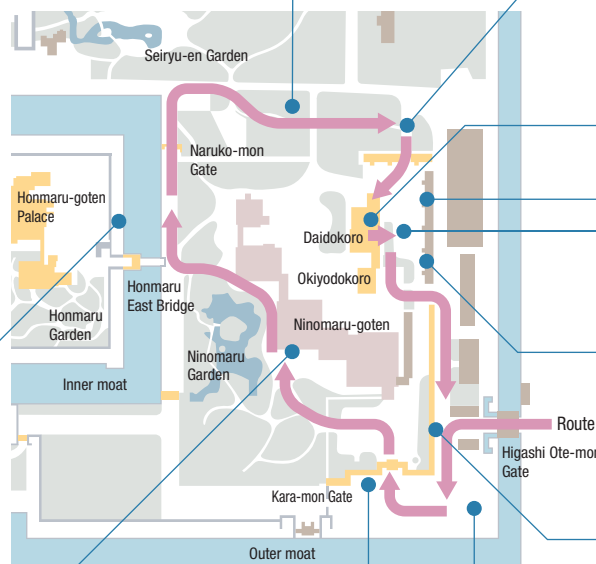 Seiryu-en Garden
Naruko-mon
Gate
Honmaru-goten
Palace
Daidokoro
Okiyodokoro
Honmaru
East Bridge
Honmaru
Garden
Ninomaru-goten
Ninomaru
Garden
Inner moat
Route
Higashi Ote-mon
Gate
Kara-mon Gate
Outer moat